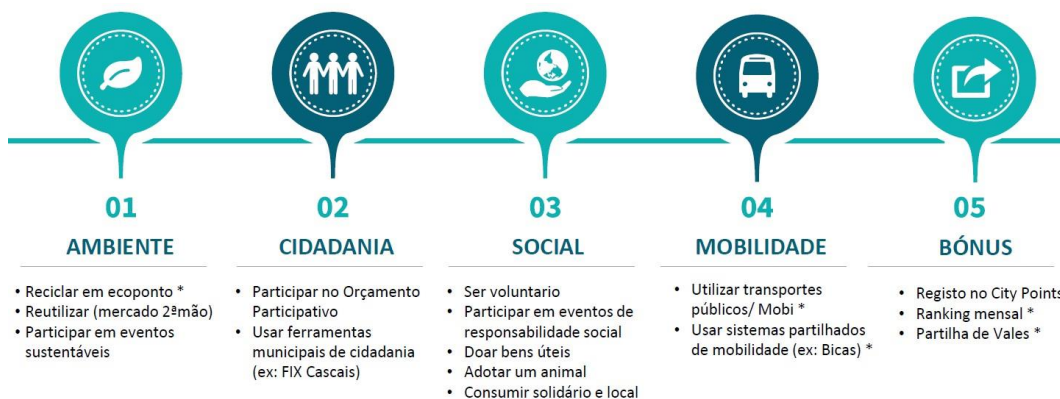 01
AMBIENTE
• Reciclar em ecoponto *
• Reutilizar (mercado 2ªmão)
• Participar em eventos
sustentáveis
02
CIDADANIA
• Participar no Orçamento
Participativo
• Usar ferramentas
municipais de cidadania
(ex: FIX Cascais)
03
SOCIAL
• Ser voluntario
• Participar em eventos de
responsabilidade social
• Doar bens úteis
• Adotar um animal
• Consumir solidário e local
04
MOBILIDADE
• Utilizar transportes
públicos/ Mobi *
• Usar sistemas partilhados
de mobilidade (ex: Bicas) *
05
BÓNUS
• Registo no City Points
• Ranking mensal *
• Partilha de Vales *